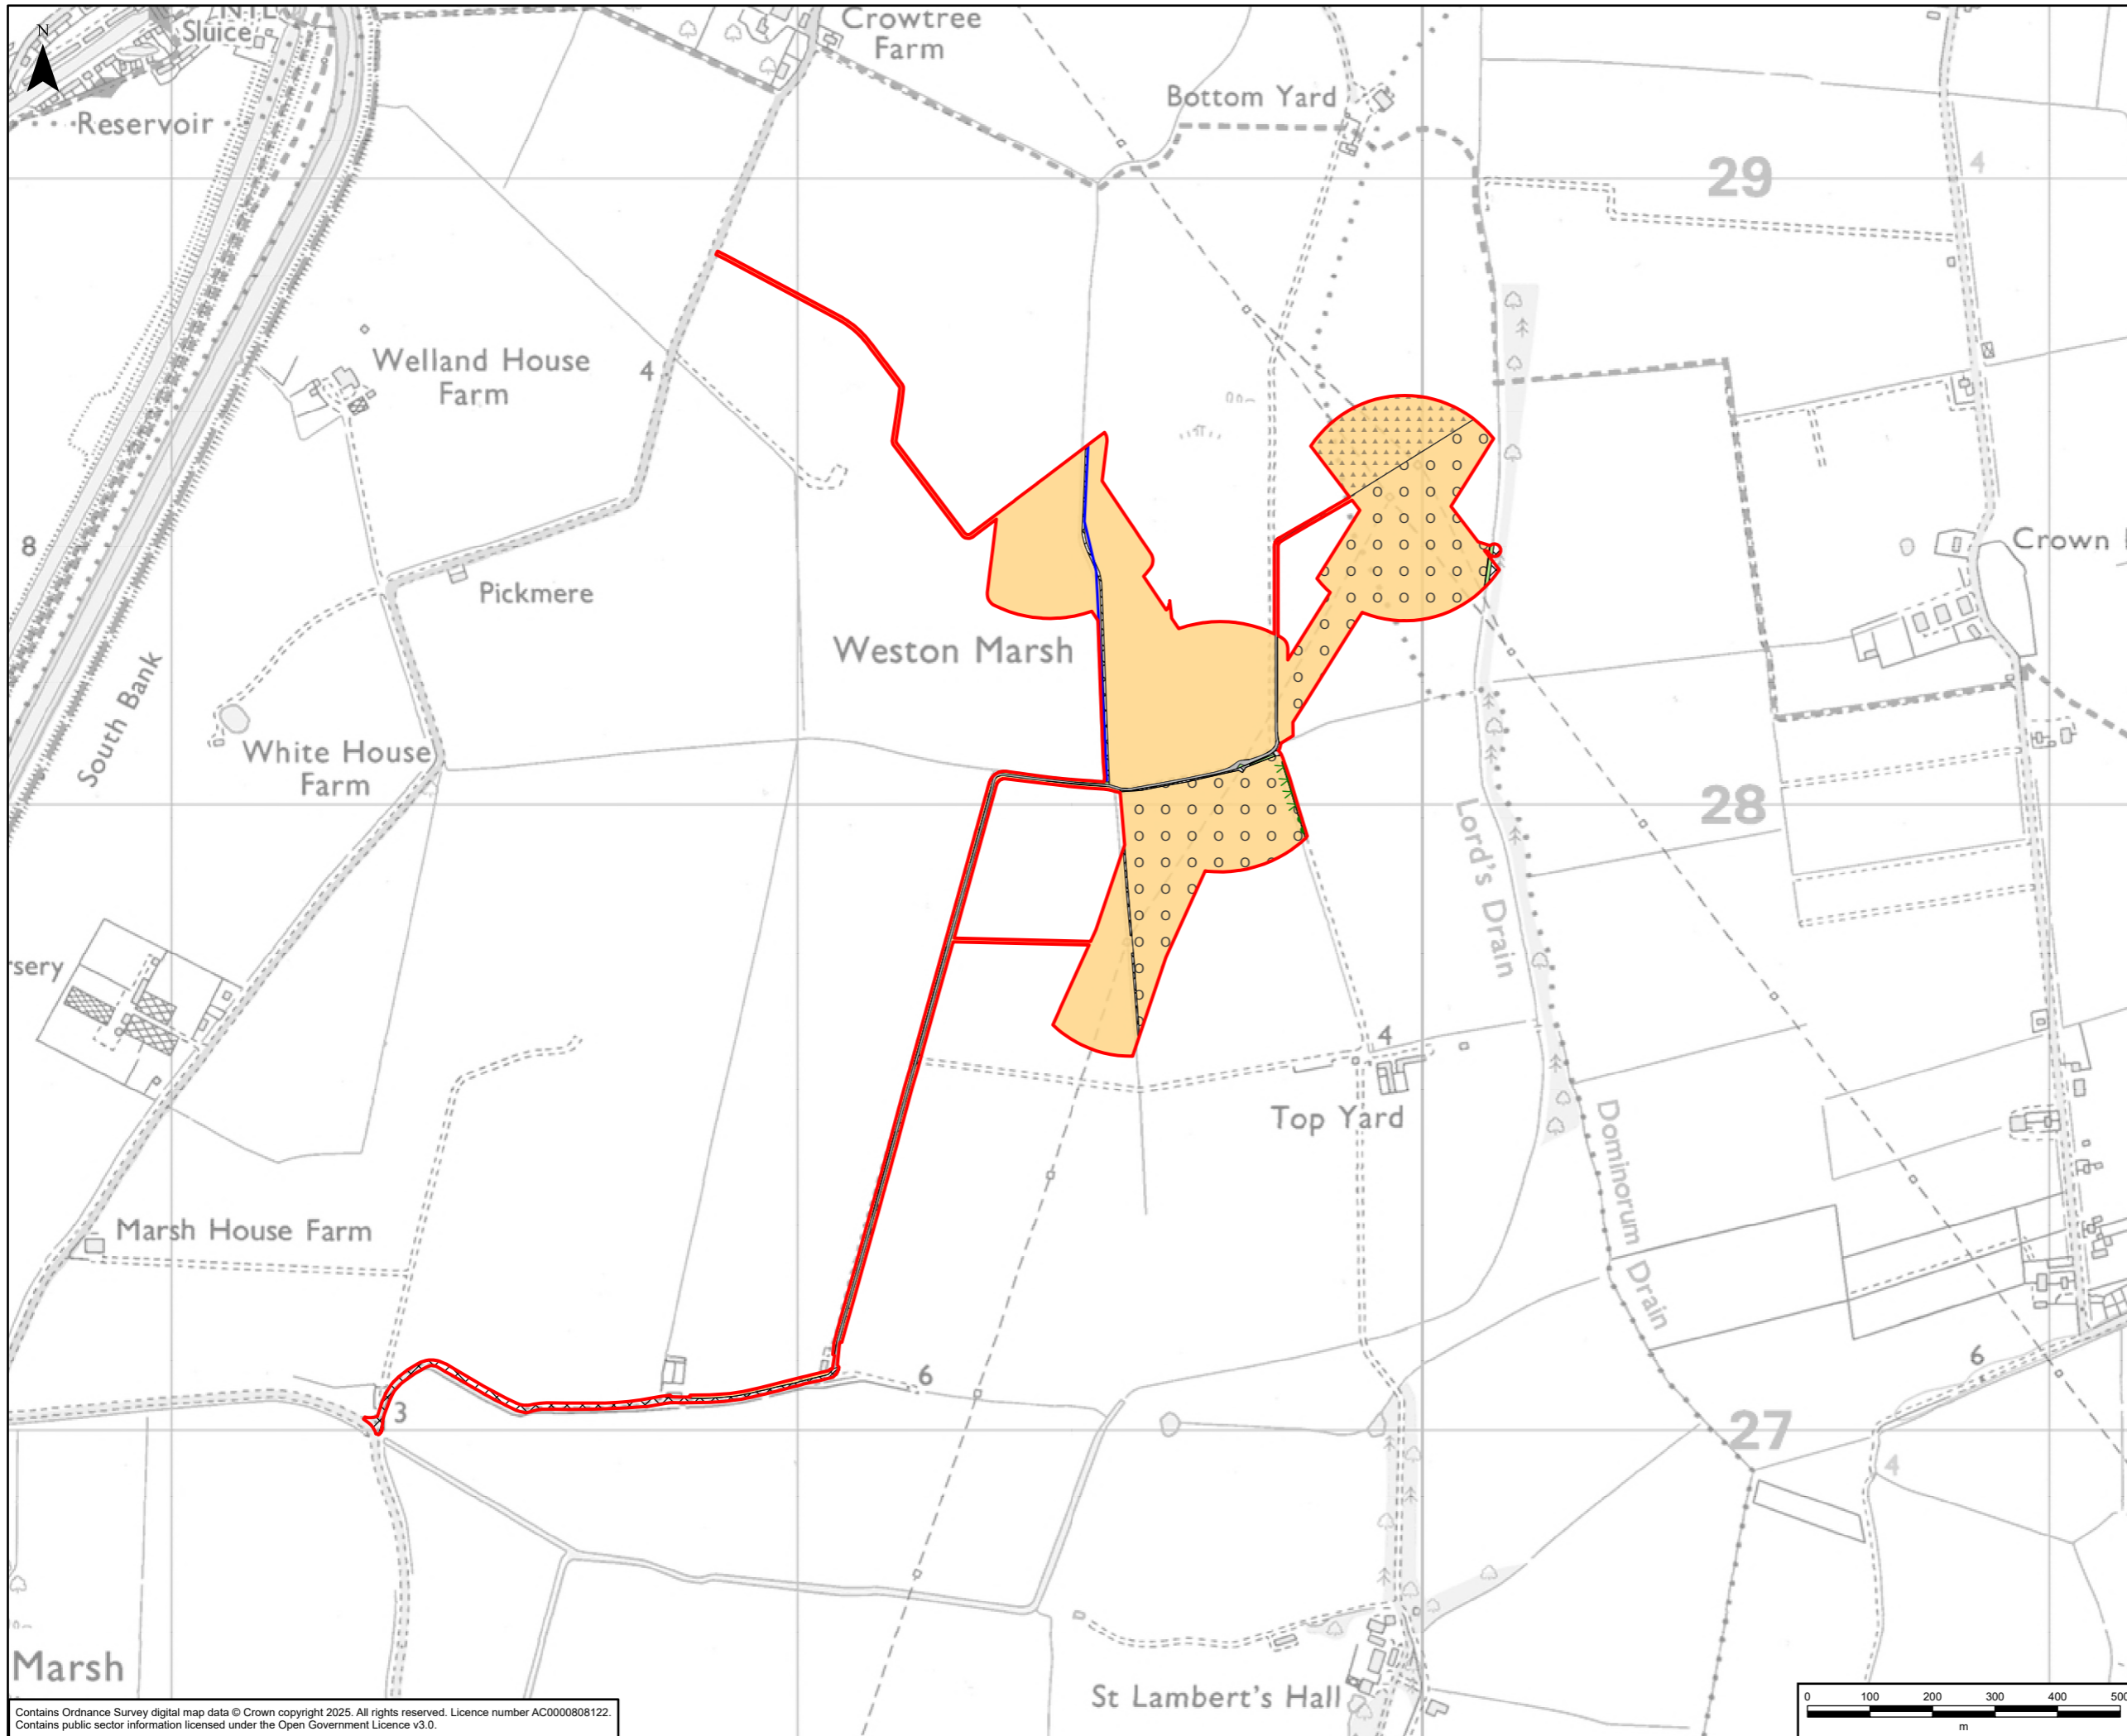 N
Sluice
Reservoir
Crowtree
Farm
Bottom Yard
29
4
Welland House
Farm
4
8
Pickmere
Crown
Weston Marsh
South Bank
White House
Farm
28
Lord's Drain
sery
4
Top Yard
Dominorum Drain
Marsh House Farm
6
6
3
27
4
Marsh
St Lambert's Hall
Contains Ordnance Survey digital map data © Crown copyright 2025. All rights reserved. Licence number AC0000808122.
Contains public sector information licensed under the Open Government Licence v3.0.
0 100 200 300 400 500
m